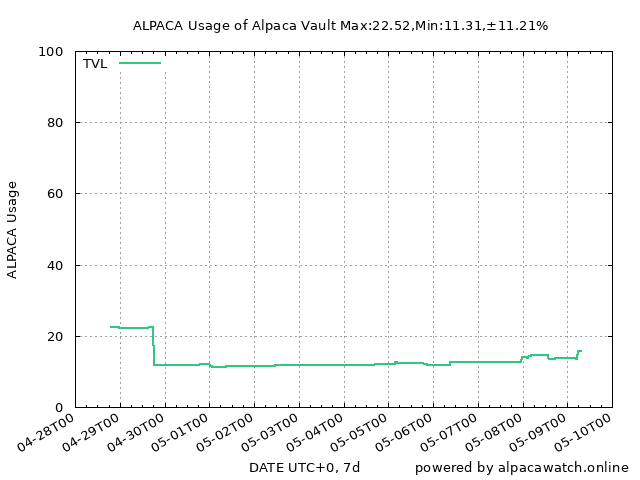 ALPACA Usage of Alpaca Vault Max:22.52,Min:11.31,±11.21%
100
TVL
80
60
40
20
0
ALPACA Usage
04-28T00
04-29T00
04-30T00
05-01T00
05-02T00
05-03T00
05-04T00
05-05T00
05-06T00
05-07T00
05-08T00
05-09T00
05-10T00
DATE UTC+0, 7d
powered by alpacawatch.online